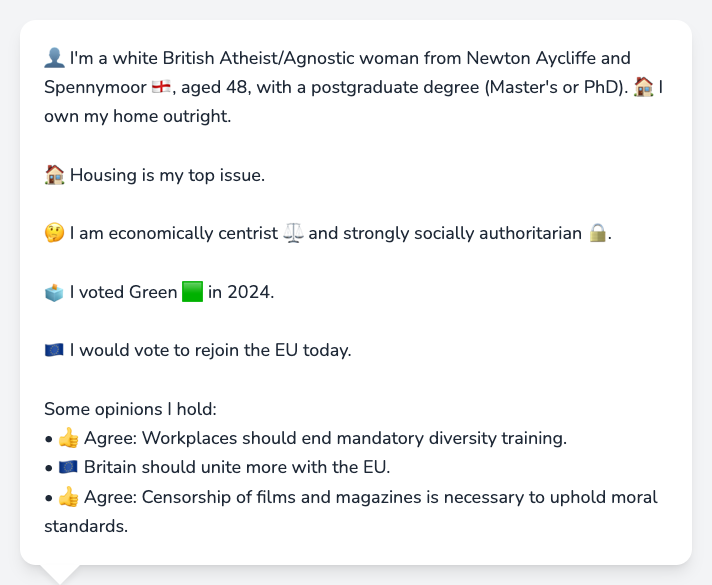 👤 I'm a white British Atheist/Agnostic woman from Newton Aycliffe and
Spennymoor 🏴󠁧󠁢󠁥󠁮󠁧󠁿, aged 48, with a postgraduate degree (Master's or PhD). 🏠 I
own my home outright.
🏠 Housing is my top issue.
🤔 I am economically centrist ⚖️ and strongly socially authoritarian 🔒.
🗳️ I voted Green 🟩 in 2024.
🇪🇺 I would vote to rejoin the EU today.
Some opinions I hold:
• 👍 Agree: Workplaces should end mandatory diversity training.
• 🇪🇺 Britain should unite more with the EU.
• 👍 Agree: Censorship of films and magazines is necessary to uphold moral
standards.